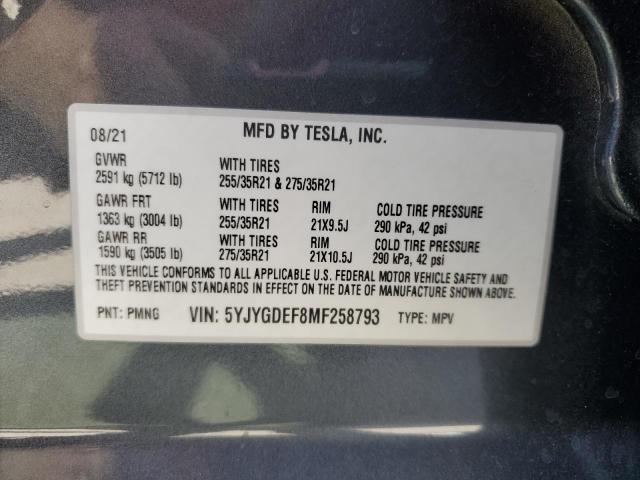 08/21 MFD BY TESLA, INC.
GVWR WITH TIRES
2591 kg (5712 lb) 255/35R21 & 275/35R21
GAWR FRT WITH TIRES RIM COLD TIRE PRESSURE
1363 kg (3004 lb) 255/35R21 21X9.5J 290 kPa, 42 psi
GAWR RR WITH TIRES RIM COLD TIRE PRESSURE
1590 kg (3505 lb) 275/35R21 21X10.5J 290 kPa, 42 psi
THIS VEHICLE CONFORMS TO ALL APPLICABLE U.S. FEDERAL MOTOR VEHICLE SAFETY AND
THEFT PREVENTION STANDARDS IN EFFECT ON THE DATE OF MANUFACTURE SHOWN ABOVE.
PNT: PMNG VIN: 5YJYGDEF8MF258793 TYPE: MPV